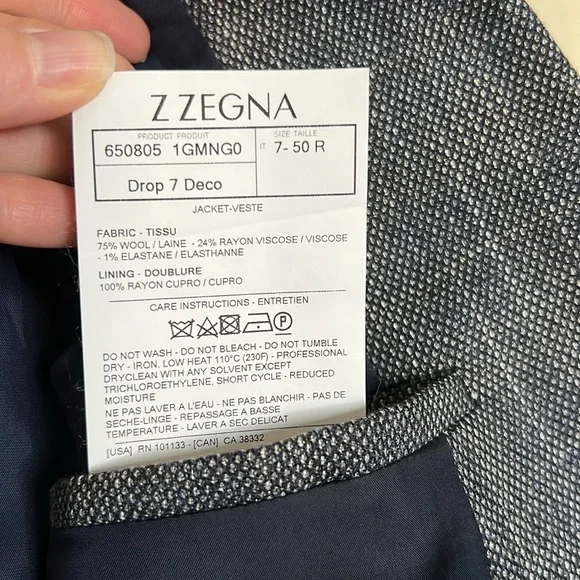 Z ZEGNA
PRODUCT PRODUIT
650805 1GMNG0
Drop 7 Deco
SIZE TAILLE
IT 7- 50 R
JACKET-VESTE
FABRIC - TISSU
75% WOOL / LAINE - 24% RAYON VISCOSE / VISCOSE
- 1% ELASTANE / ELASTHANNE
LINING - DOUBLURE
100% RAYON CUPRO / CUPRO
CARE INSTRUCTIONS - ENTRETIEN
P
DO NOT WASH - DO NOT BLEACH - DO NOT TUMBLE
DRY - IRON, LOW HEAT 110°C (230F) - PROFESSIONAL
DRYCLEAN WITH ANY SOLVENT EXCEPT
TRICHLOROETHYLENE, SHORT CYCLE - REDUCED
MOISTURE
NE PAS LAVER A L'EAU - NE PAS BLANCHIR - PAS DE
SECHE-LINGE - REPASSAGE A BASSE
TEMPERATURE - LAVER A SEC DELICAT
[USA] RN 101133 - [CAN] CA 38332